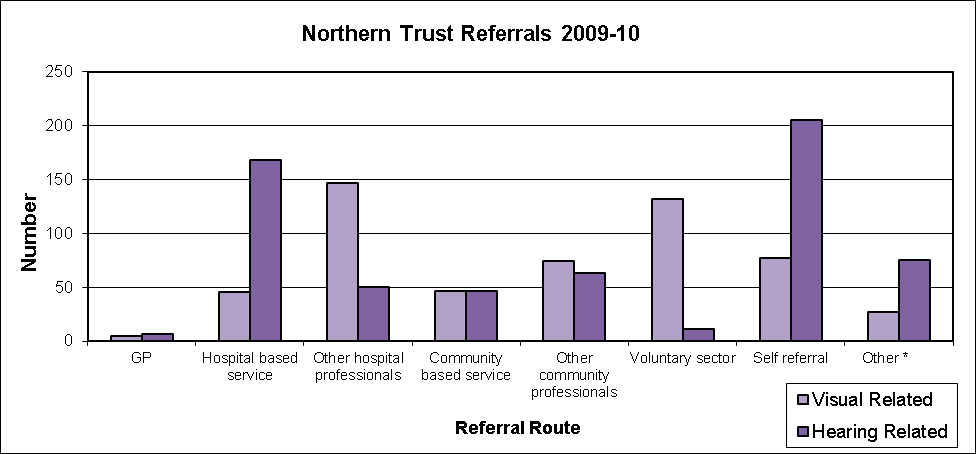 Northern Trust Referrals 2009-10
250
200
150
100
50
0
Number
GP
Hospital based
service
Other hospital
professionals
Community
based service
Other
community
professionals
Voluntary sector
Self referral
Other *
Referral Route
Visual Related
Hearing Related